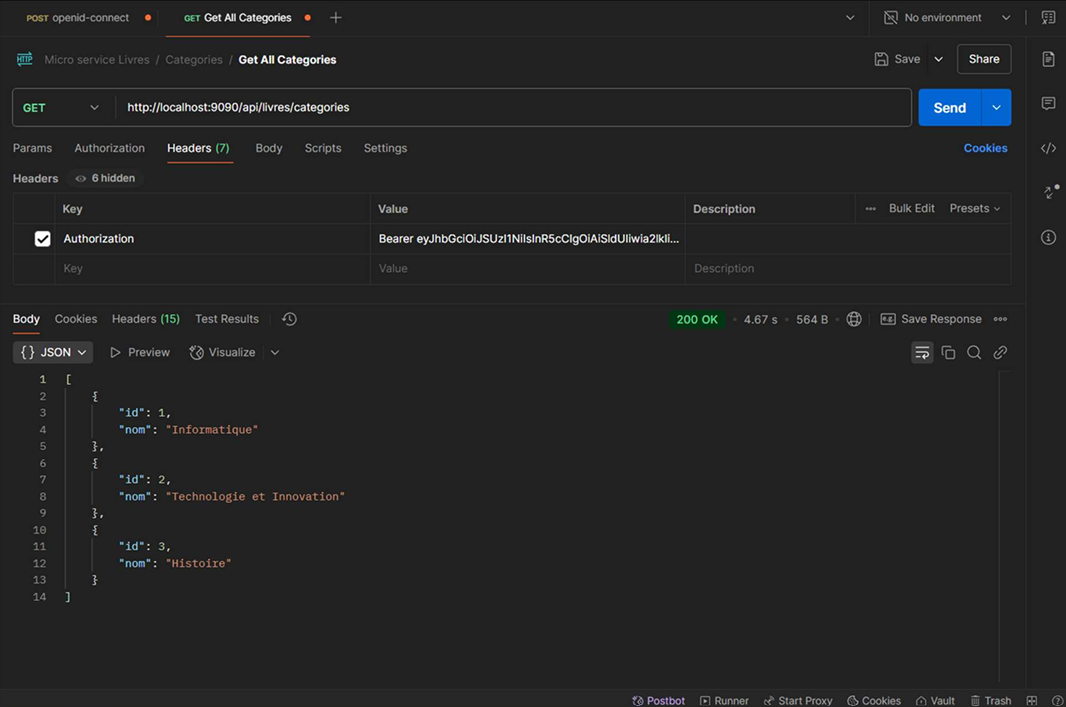 POST openid-connect
GET Get All Categories
No environment
HTTP Micro service Livres / Categories / Get All Categories
Save
Share
GET
http://localhost:9090/api/livres/categories
Send
Params Authorization Headers (7) Body Scripts Settings
Cookies
Headers 6 hidden
Key Value Description Bulk Edit Presets
Authorization Bearer
Key Value Description
Body Cookies Headers (15) Test Results
200 OK • 4.67 s • 564 B
e.g. Save Response
{} JSON Preview Visualize
1 [
2 {
3 "id": 1,
4 "nom": "Informatique"
5 },
6 {
7 "id": 2,
8 "nom": "Technologie et Innovation"
9 },
10 {
11 "id": 3,
12 "nom": "Histoire"
13 }
14 ]
Postbot Runner Start Proxy Cookies Vault Trash